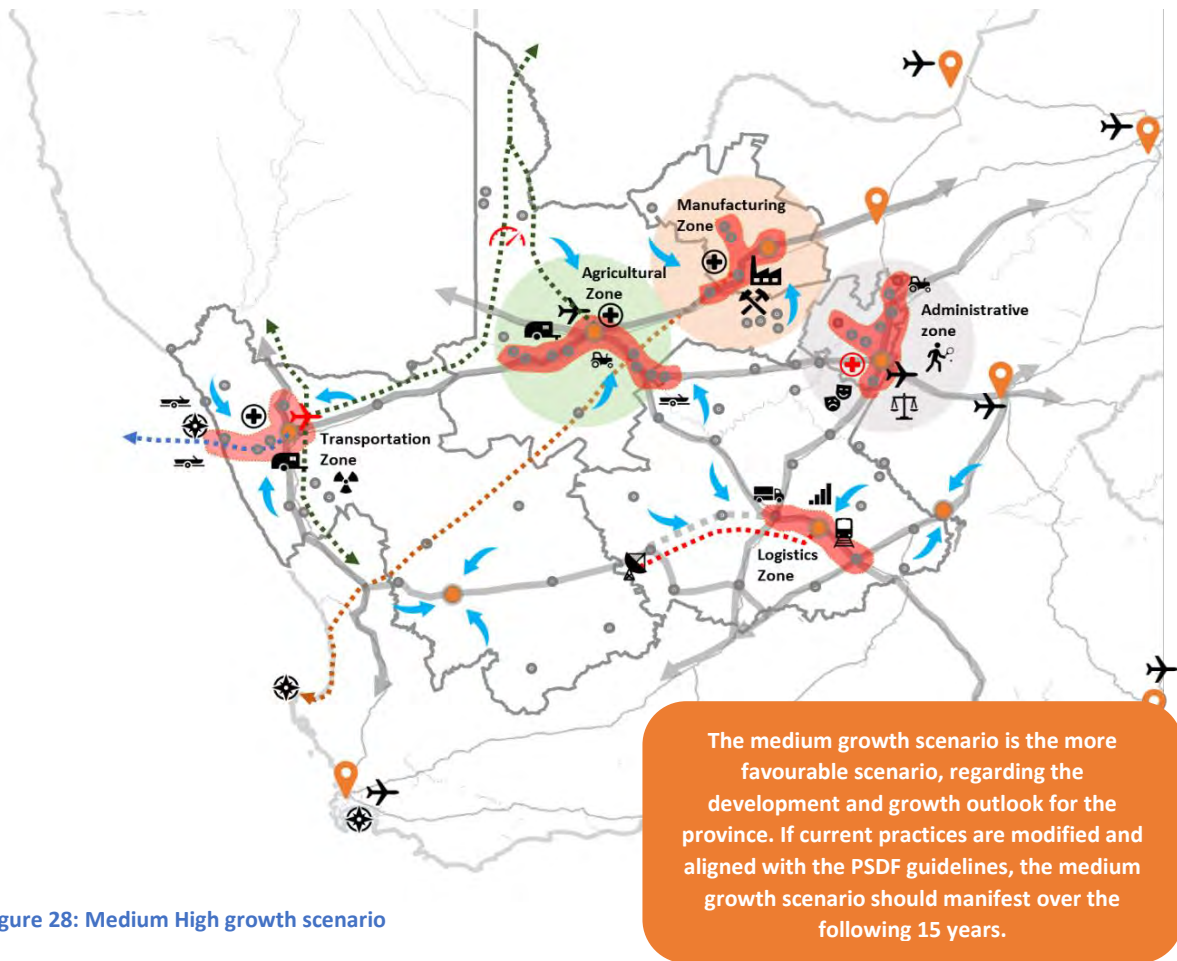 Manufacturing
Zone
Agricultural
Zone
Administrative
zone
Transportation
Zone
Logistics
Zone
The medium growth scenario is the more
favourable scenario, regarding the
development and growth outlook for the
province. If current practices are modified and
aligned with the PSDF guidelines, the medium
growth scenario should manifest over the
following 15 years.
gure 28: Medium High growth scenario